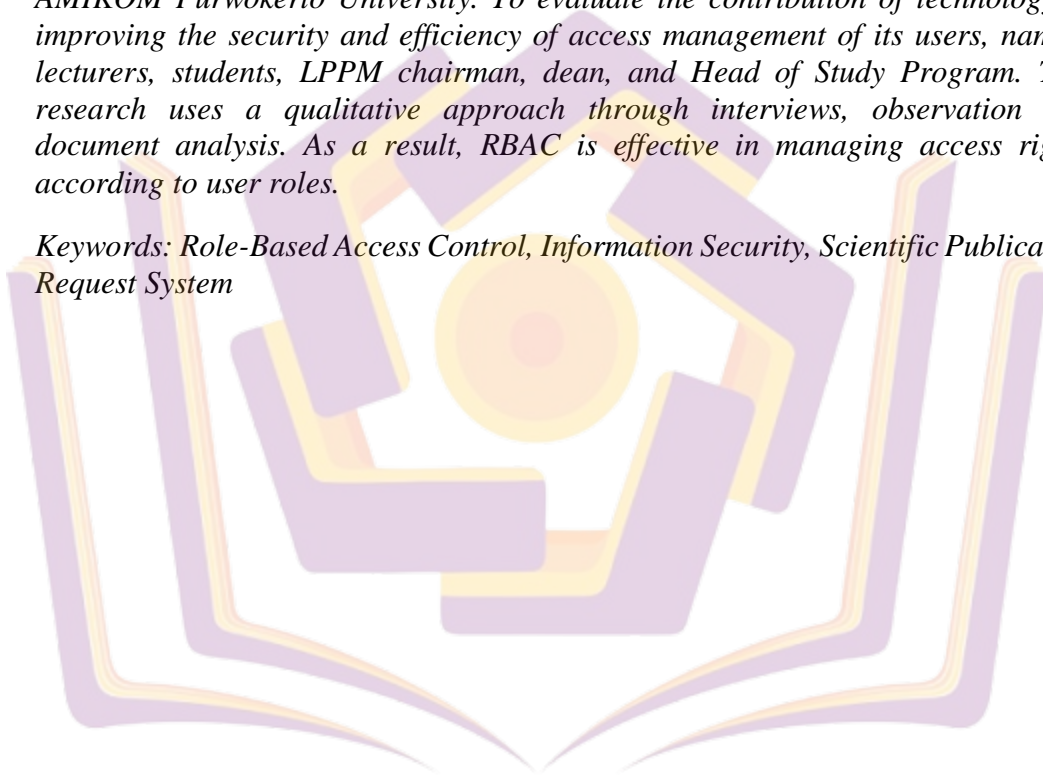 AMIKOM Purwokerto University. To evaluate the contribution of technology
improving the security and efficiency of access management of its users,
lecturers, students, LPPM chairman, dean, and Head of Study Program.
research uses a qualitative approach through interviews, observation
document analysis. As a result, RBAC is effective in managing access
according to user roles.
Keywords: Role-Based Access Control, Information Security, Scientific
Request System